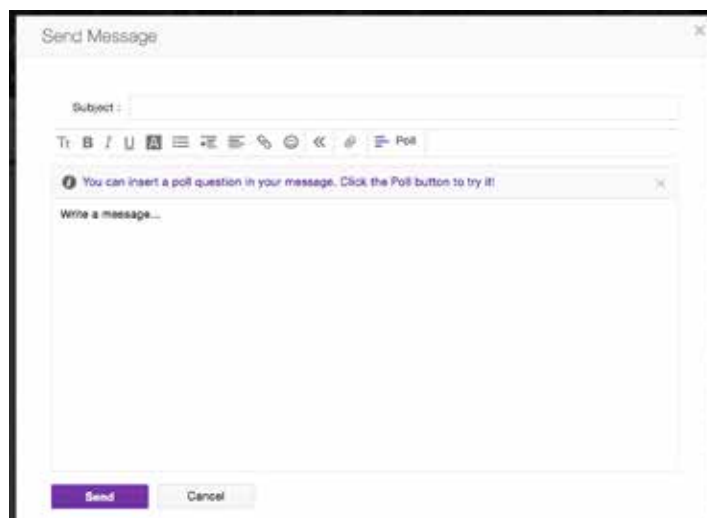 Send Message
Subject :
Tt B I U A Poll
You can insert a poll question in your message. Click the Poll button to try it!
Write a message...
Send Cancel